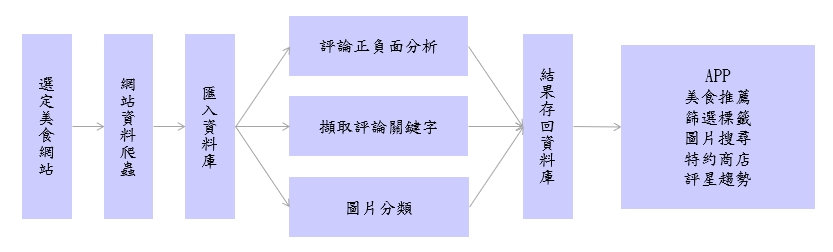 選定美食網站
網站資料爬蟲
匯入資料庫
評論正負面分析
擷取評論關鍵字
圖片分類
結果存回資料庫
APP
美食推薦
篩選標籤
圖片搜尋
特約商店
評星趨勢